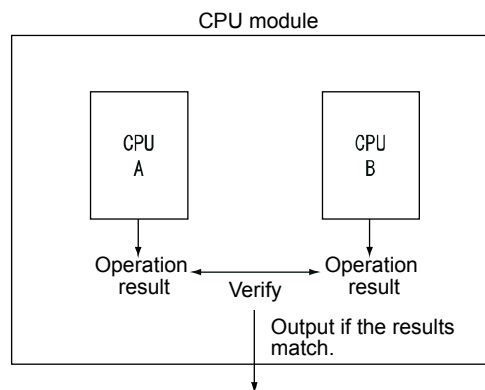 CPU module
CPU
A
CPU
B
Operation
result
Operation
result
Verify
Output if the results
match.